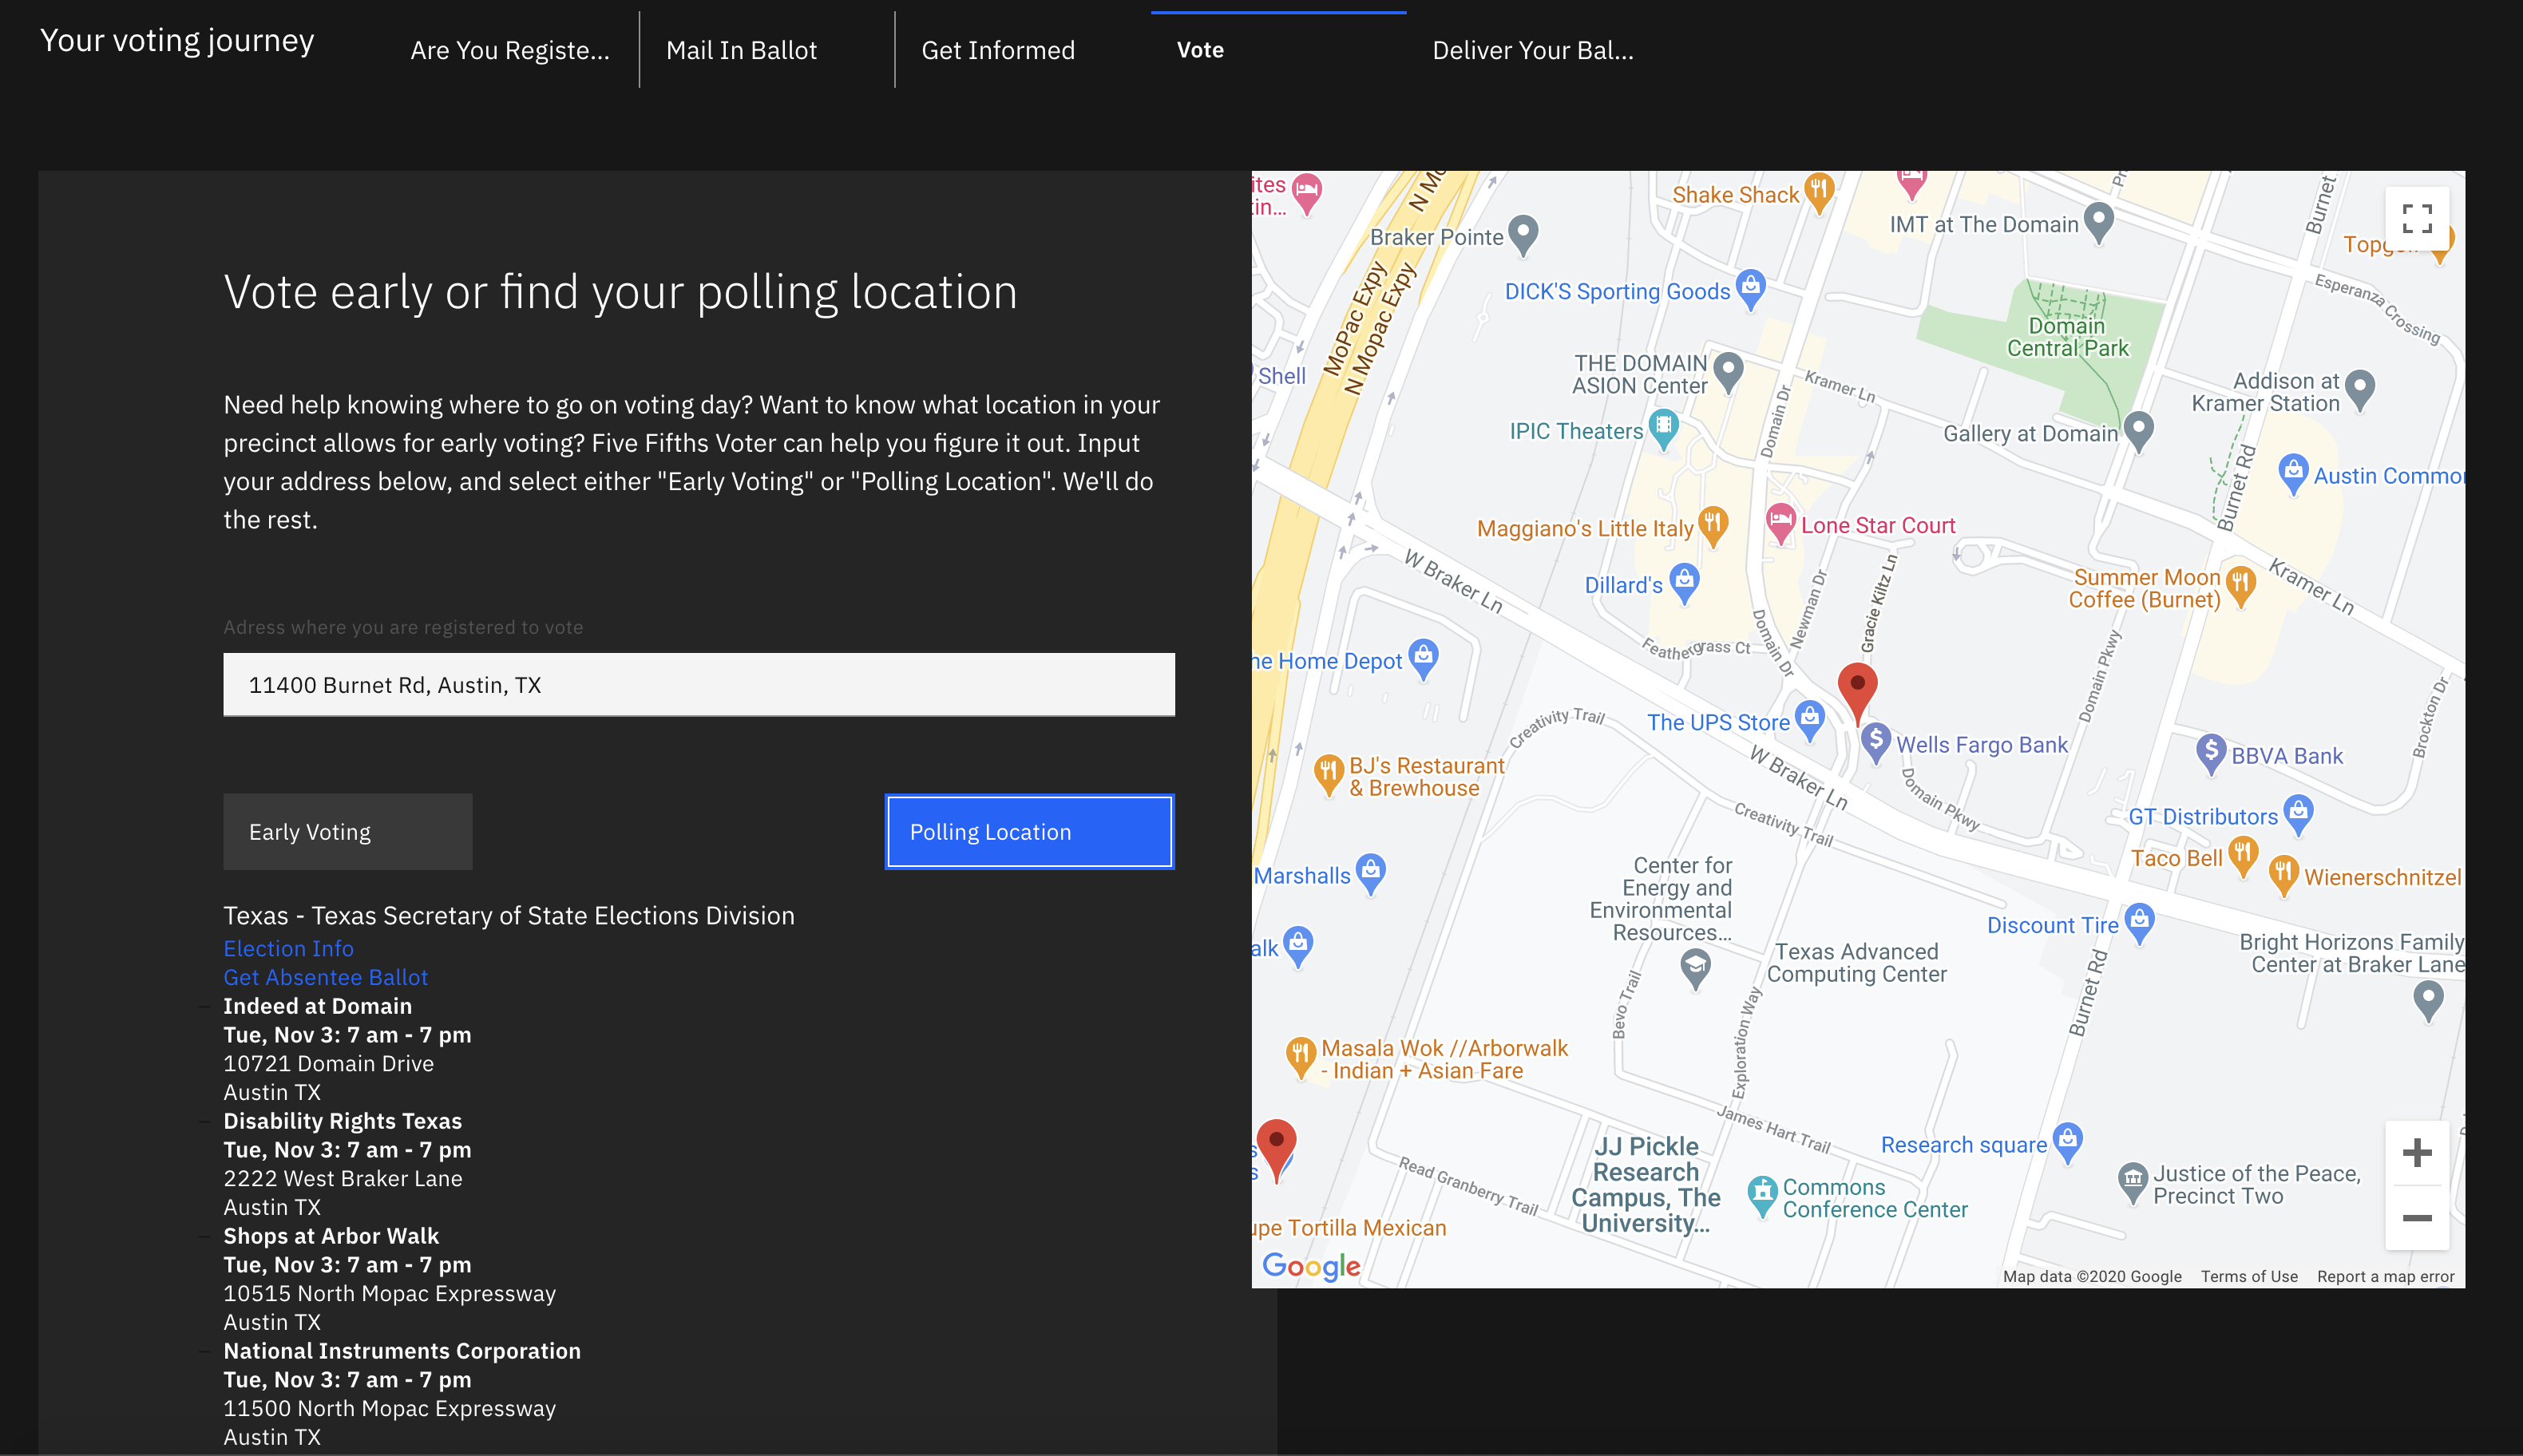 Your voting journey
Are You Registe...
Mail In Ballot
Get Informed
Vote
Deliver Your Bal...
Vote early or find your polling location
Need help knowing where to go on voting day? Want to know what location in your
precinct allows for early voting? Five Fifths Voter can help you figure it out. Input
your address below, and select either "Early Voting" or "Polling Location". We'll do
the rest.
Adress where you are registered to vote
11400 Burnet Rd, Austin, TX
Early Voting
Polling Location
Texas - Texas Secretary of State Elections Division
Election Info
Get Absentee Ballot
Indeed at Domain
Tue, Nov 3: 7 am - 7 pm
10721 Domain Drive
Austin TX
Disability Rights Texas
Tue, Nov 3: 7 am - 7 pm
2222 West Braker Lane
Austin TX
Shops at Arbor Walk
Tue, Nov 3: 7 am - 7 pm
10515 North Mopac Expressway
Austin TX
National Instruments Corporation
Tue, Nov 3: 7 am - 7 pm
11500 North Mopac Expressway
Austin TX
Shake Shack
IMT at The Domain
Burnet
Braker Pointe
MoPac Expy
N Mopac Expy
DICK'S Sporting Goods
Esperanza Crossing
Domain
Central Park
THE DOMAIN
ASION Center
Kramer Ln
Shell
Domain Dr
Addison at
Kramer Station
IPIC Theaters
Gallery at Domain
Burnet Rd
Austin Commo
Maggiano's Little Italy
Lone Star Court
W Braker Ln
Dillard's
Newman Dr
Gracie Kiltz Ln
Summer Moon
Coffee (Burnet)
Kramer Ln
Feathergrass Ct
Domain Dr
Domain Pkwy
Home Depot
Creativity Trail
The UPS Store
Brockton Dr
W Braker Ln
Wells Fargo Bank
BBVA Bank
BJ's Restaurant
& Brewhouse
Domain Pkwy
Creativity Trail
GT Distributors
Taco Bell
Wienerschnitzel
Marshalls
Center for
Energy and
Environmental
Resources...
Discount Tire
alk
Texas Advanced
Computing Center
Bright Horizons Family
Center at Braker Lane
Bevo Trail
Exploration Way
Burnet Rd
Masala Wok //Arborwalk
- Indian + Asian Fare
James Hart Trail
JJ Pickle
Research
Campus, The
University...
Research square
Read Granberry Trail
Commons
Conference Center
Justice of the Peace,
Precinct Two
upe Tortilla Mexican
Google
Map data ©2020 Google
Terms of Use
Report a map error